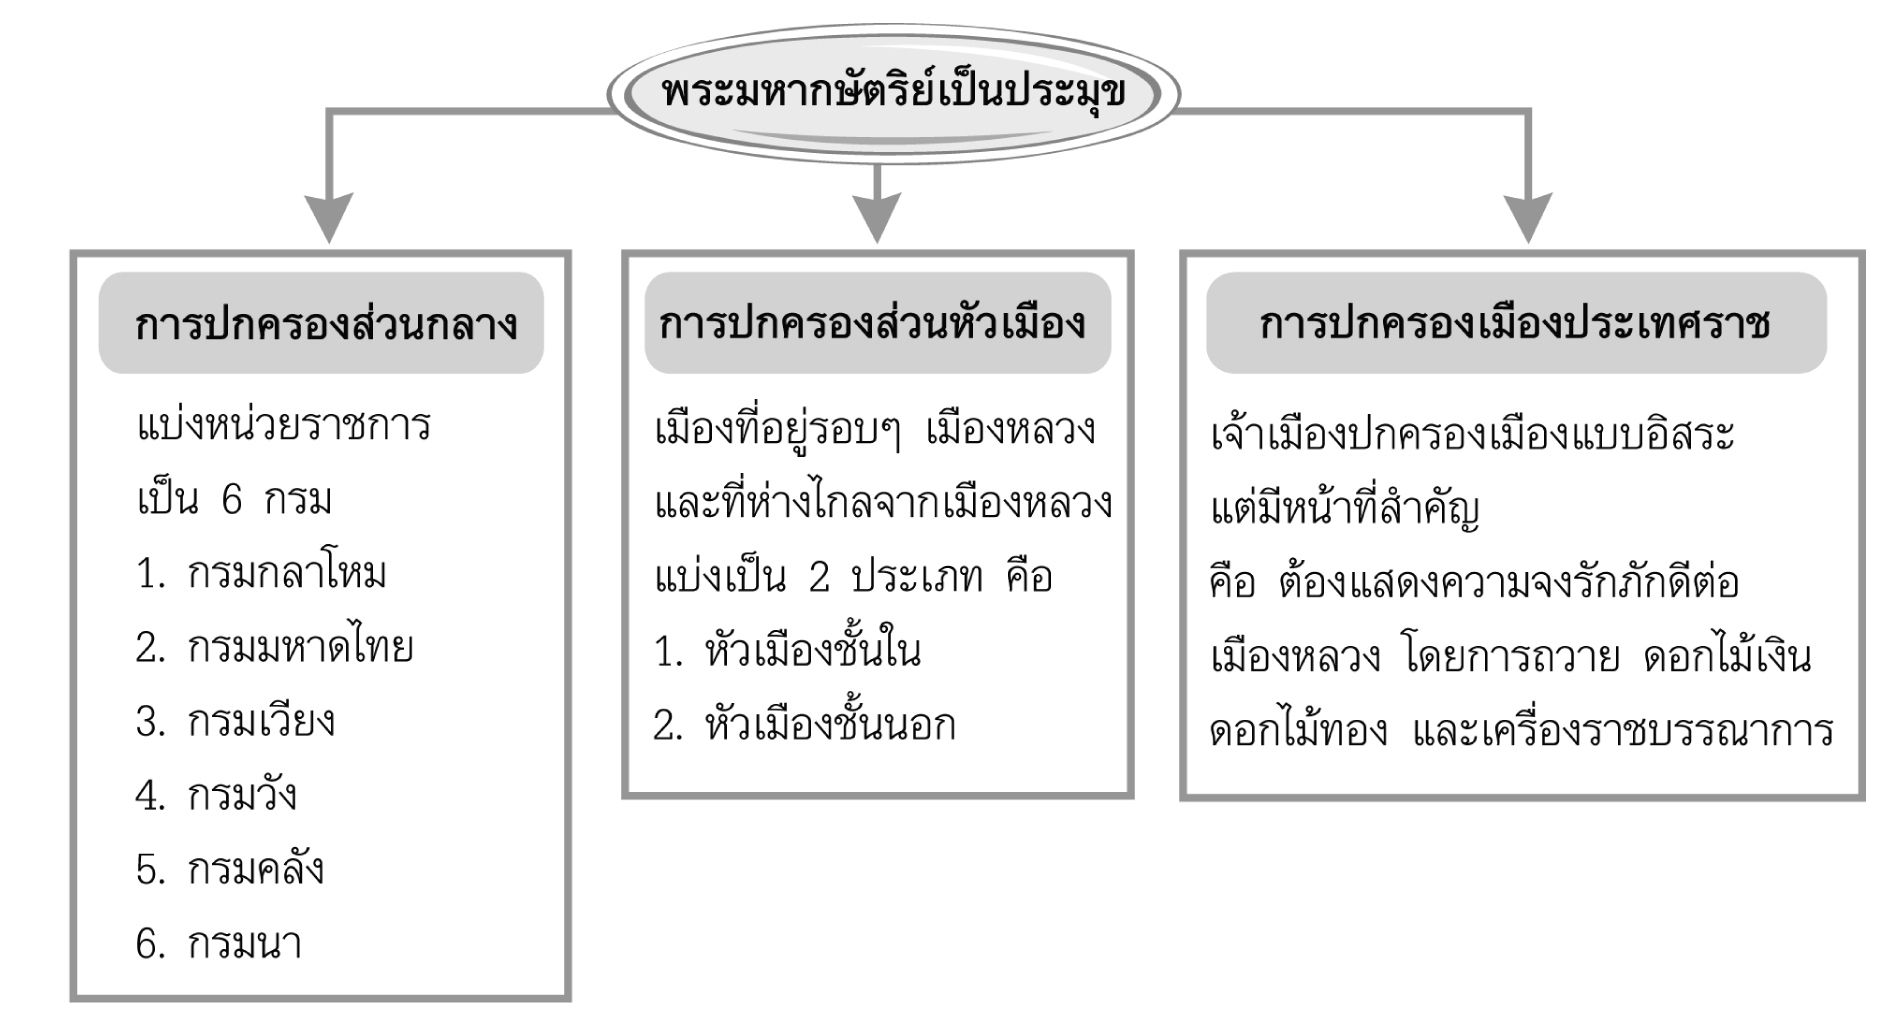 พระมหากษัตริย์เป็นประมุข
การปกครองส่วนกลาง
แบ่งหน่วยราชการ
เป็น 6 กรม
1. กรมกลาโหม
2. กรมมหาดไทย
3. กรมเวียง
4. กรมวัง
5. กรมคลัง
6. กรมนา
การปกครองส่วนหัวเมือง
เมืองที่อยู่รอบๆ เมืองหลวง
และที่ห่างไกลจากเมืองหลวง
แบ่งเป็น 2 ประเภท คือ
1. หัวเมืองชั้นใน
2. หัวเมืองชั้นนอก
การปกครองเมืองประเทศราช
เจ้าเมืองปกครองเมืองแบบอิสระ
แต่มีหน้าที่สำคัญ
คือ ต้องแสดงความจงรักภักดีต่อ
เมืองหลวง โดยการถวาย ดอกไม้เงิน
ดอกไม้ทอง และเครื่องราชบรรณาการ